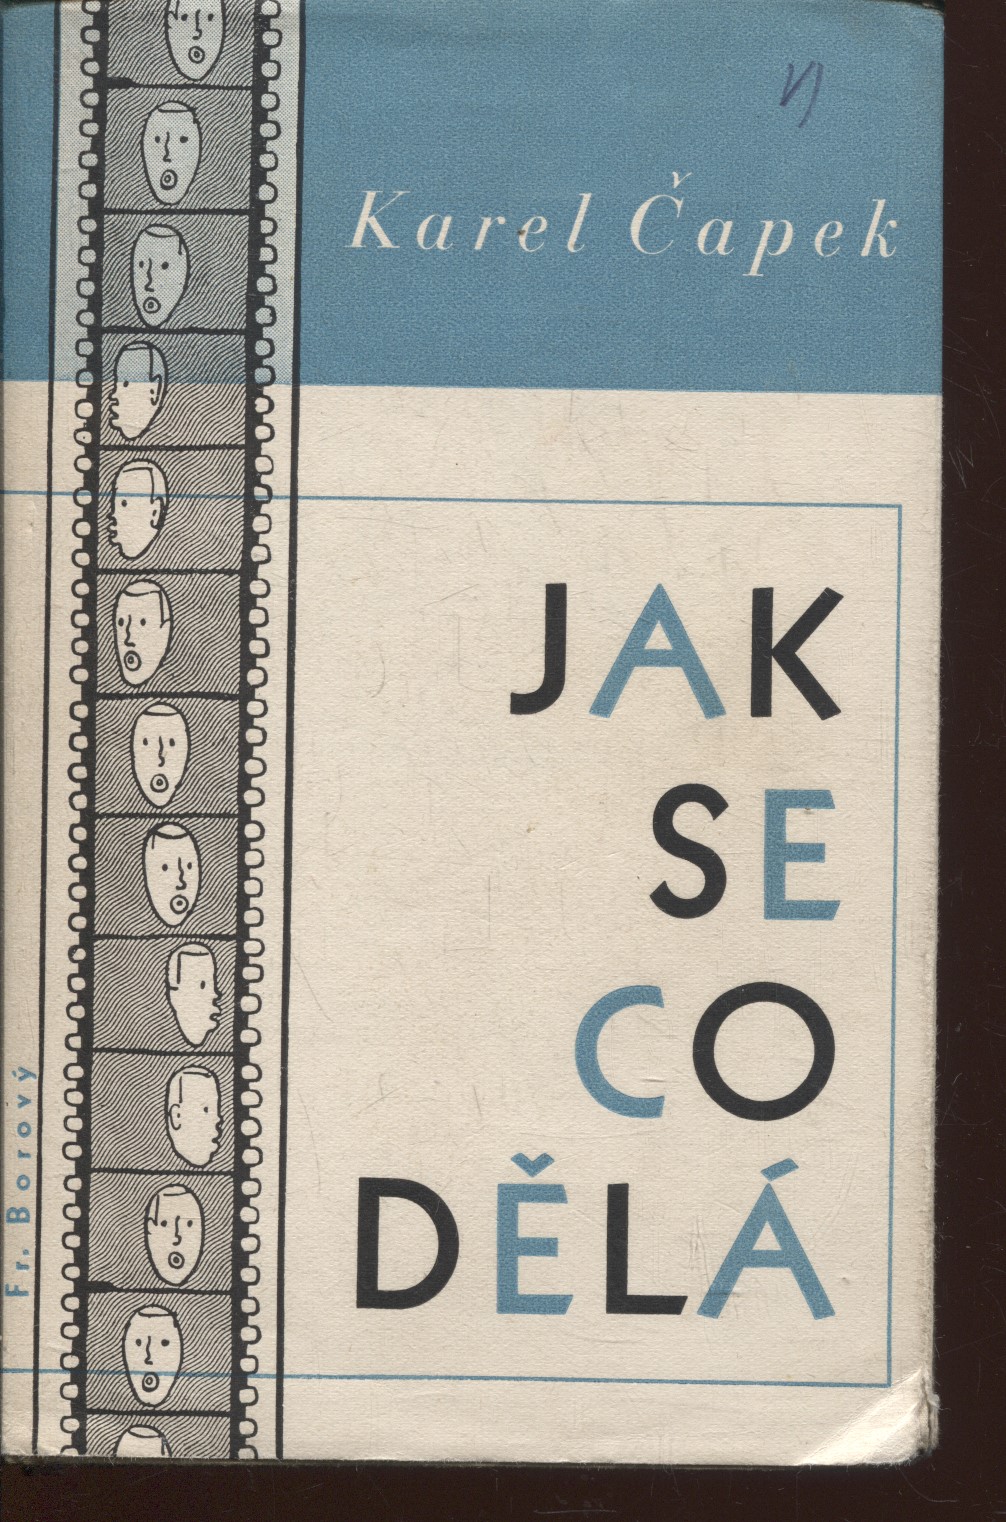 Karel Čapek
JAK
SE
CO
DĚLÁ
Fr. Borový